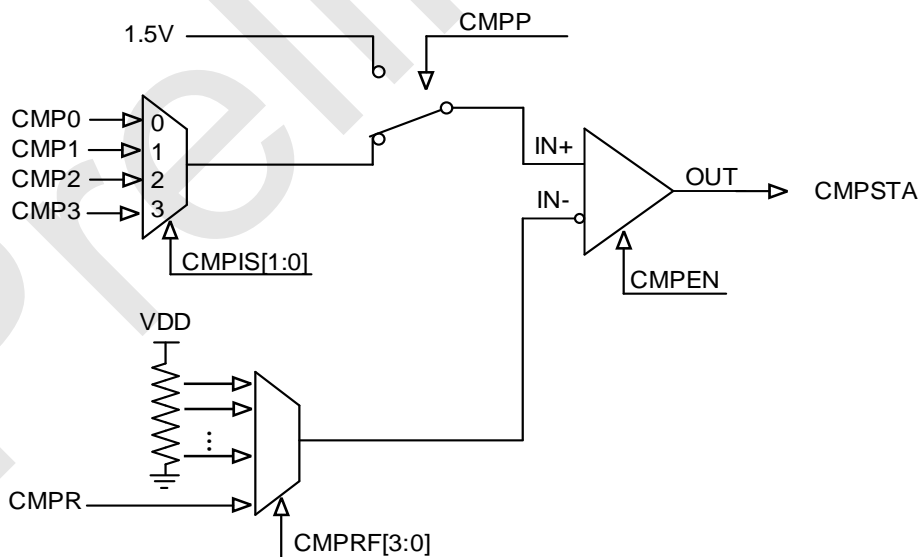 1.5V
CMPP
CMP0
CMP1
CMP2
CMP3
0
1
2
3
IN+
IN-
OUT
CMPSTA
CMPIS[1:0]
CMPEN
VDD
CMPR
CMPRF[3:0]